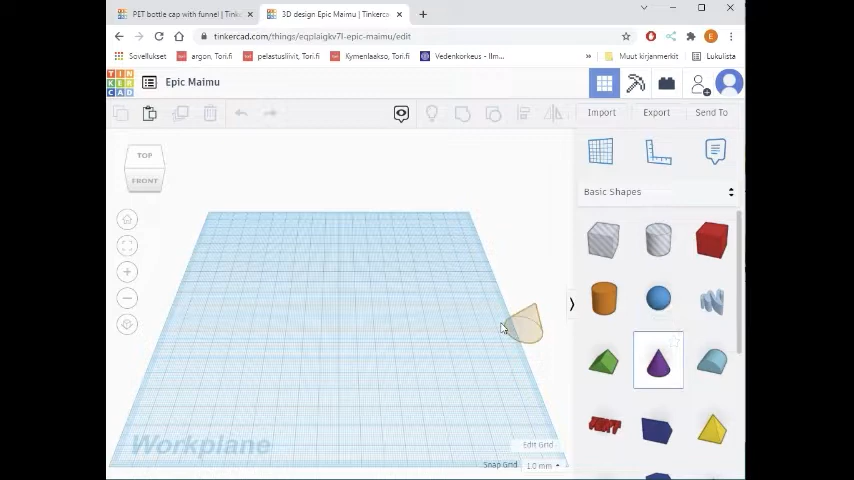 PET bottle cap with funnel | Tinke
3D design Epic Maimu | Tinkerca
tinkercad.com/things/eqplaigkv7l-epic-maimu/edit
Sovellukset
argon, Tori.fi
pelastusliivit, Tori.fi
Kymenlaakso, Tori.fi
Vedenkorkeus - Ilm...
»
Muut kirjanmerkit
Lukulista
TIN
KER
CAD
Epic Maimu
E
Import
Export
Send To
TOP
FRONT
Basic Shapes
TEXT
Workplane
Edit Grid
Snap Grid 1.0 mm